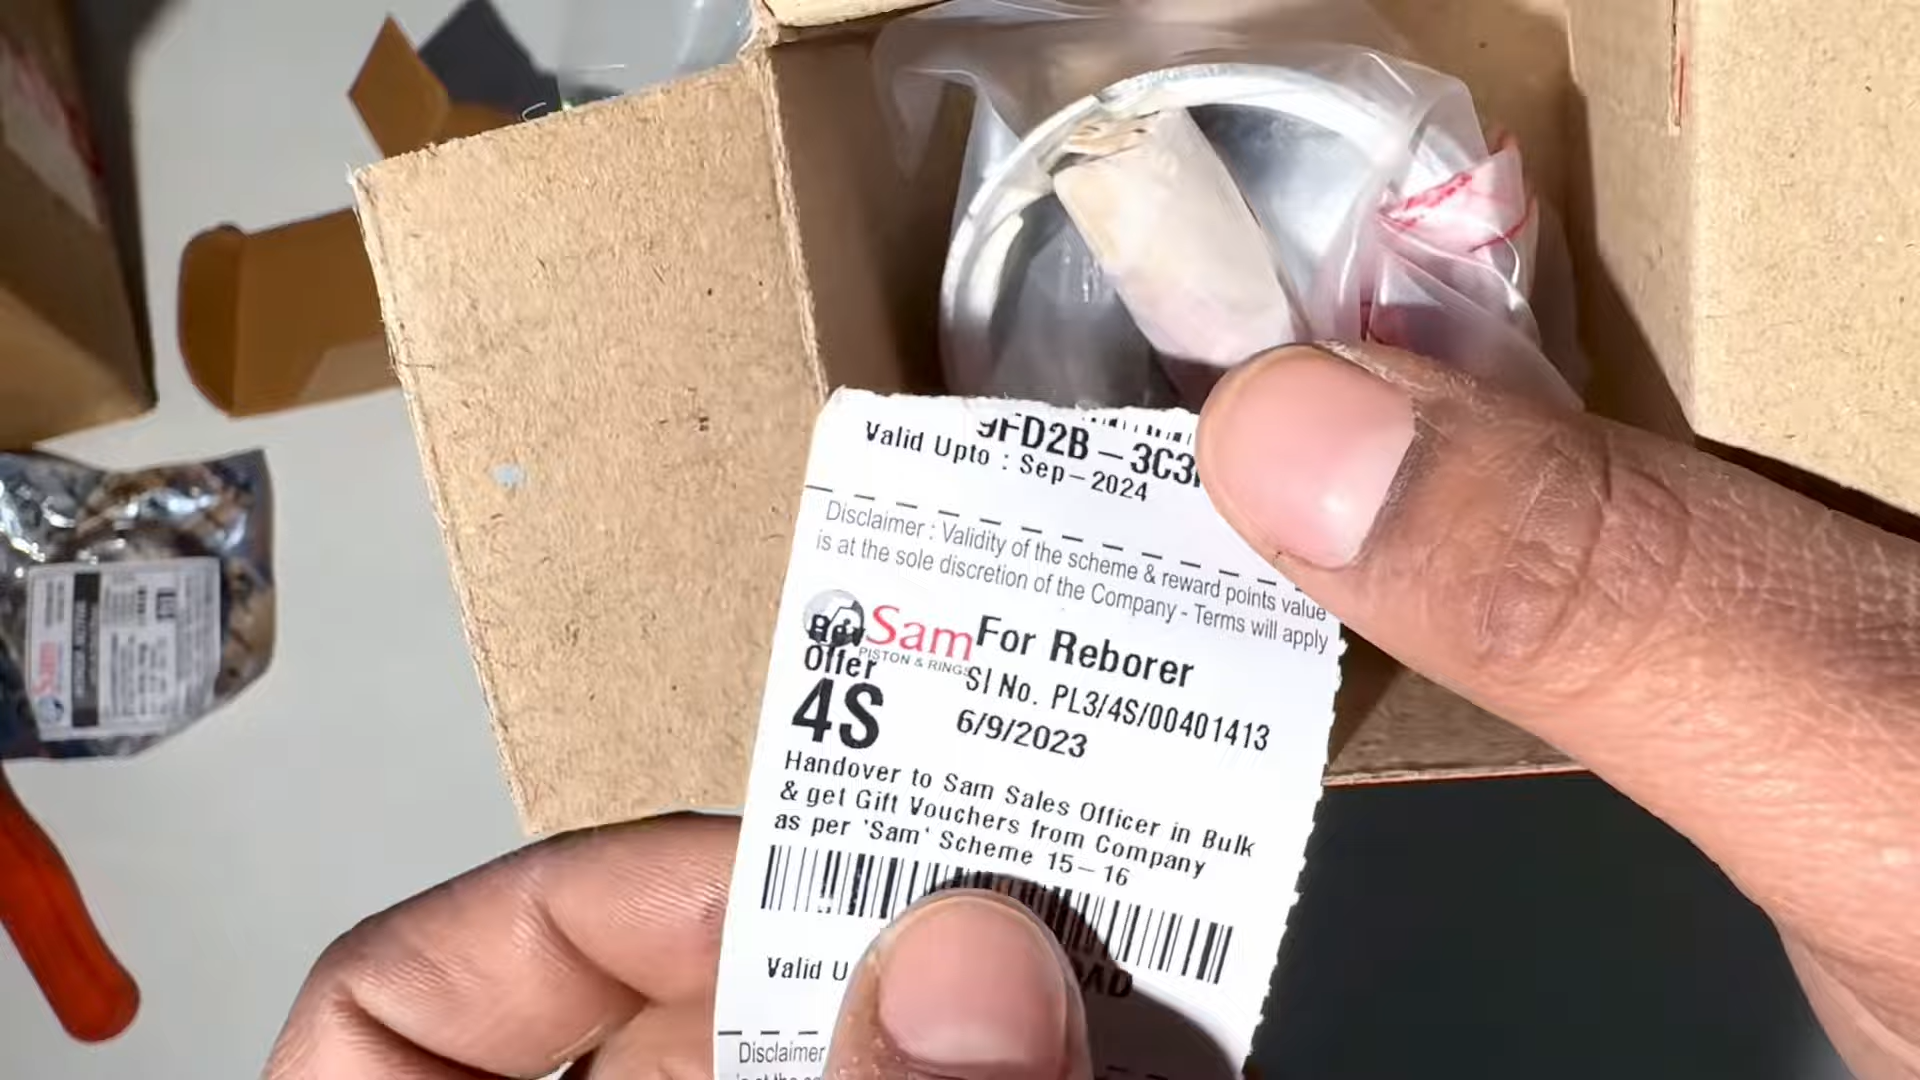 9FD2B-3C3
Valid Upto : Sep-2024
Disclaimer : Validity of the scheme & reward points value
is at the sole discretion of the Company - Terms will apply
Sam
PISTON & RINGS
For Reborer
Offer
Sl No. PL3/4S/00401413
4S
6/9/2023
Handover to Sam Sales Officer in Bulk
& get Gift Vouchers from Company
as per 'Sam' Scheme 15-16
Valid U
Disclaimer